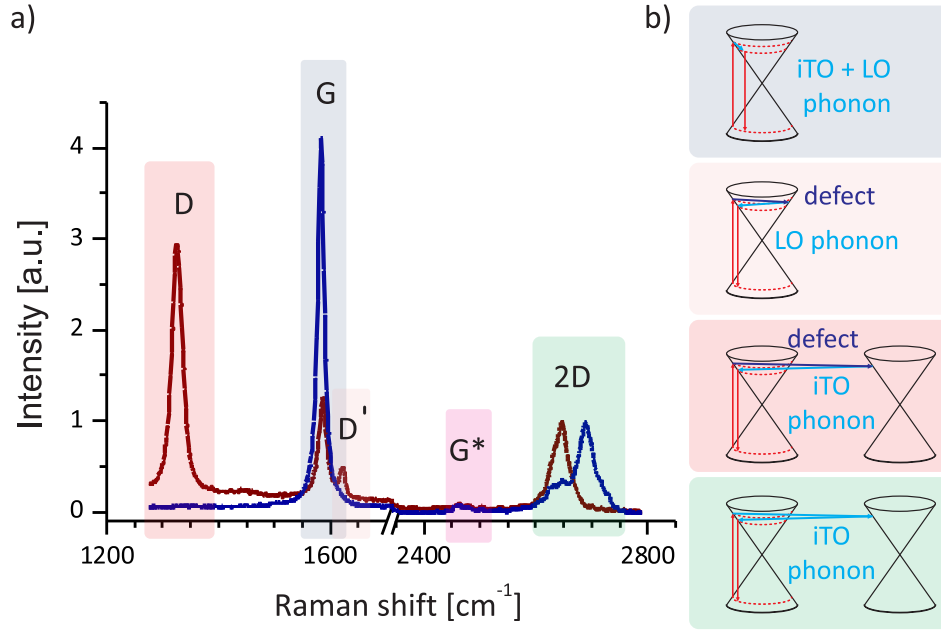 a)
b)
D
G
D'
G*
2D
4
3
2
1
0
1200
1600
2400
2800
Intensity [a.u.]
Raman shift [cm⁻¹]
iTO + LO
phonon
defect
LO phonon
defect
iTO
phonon
iTO
phonon